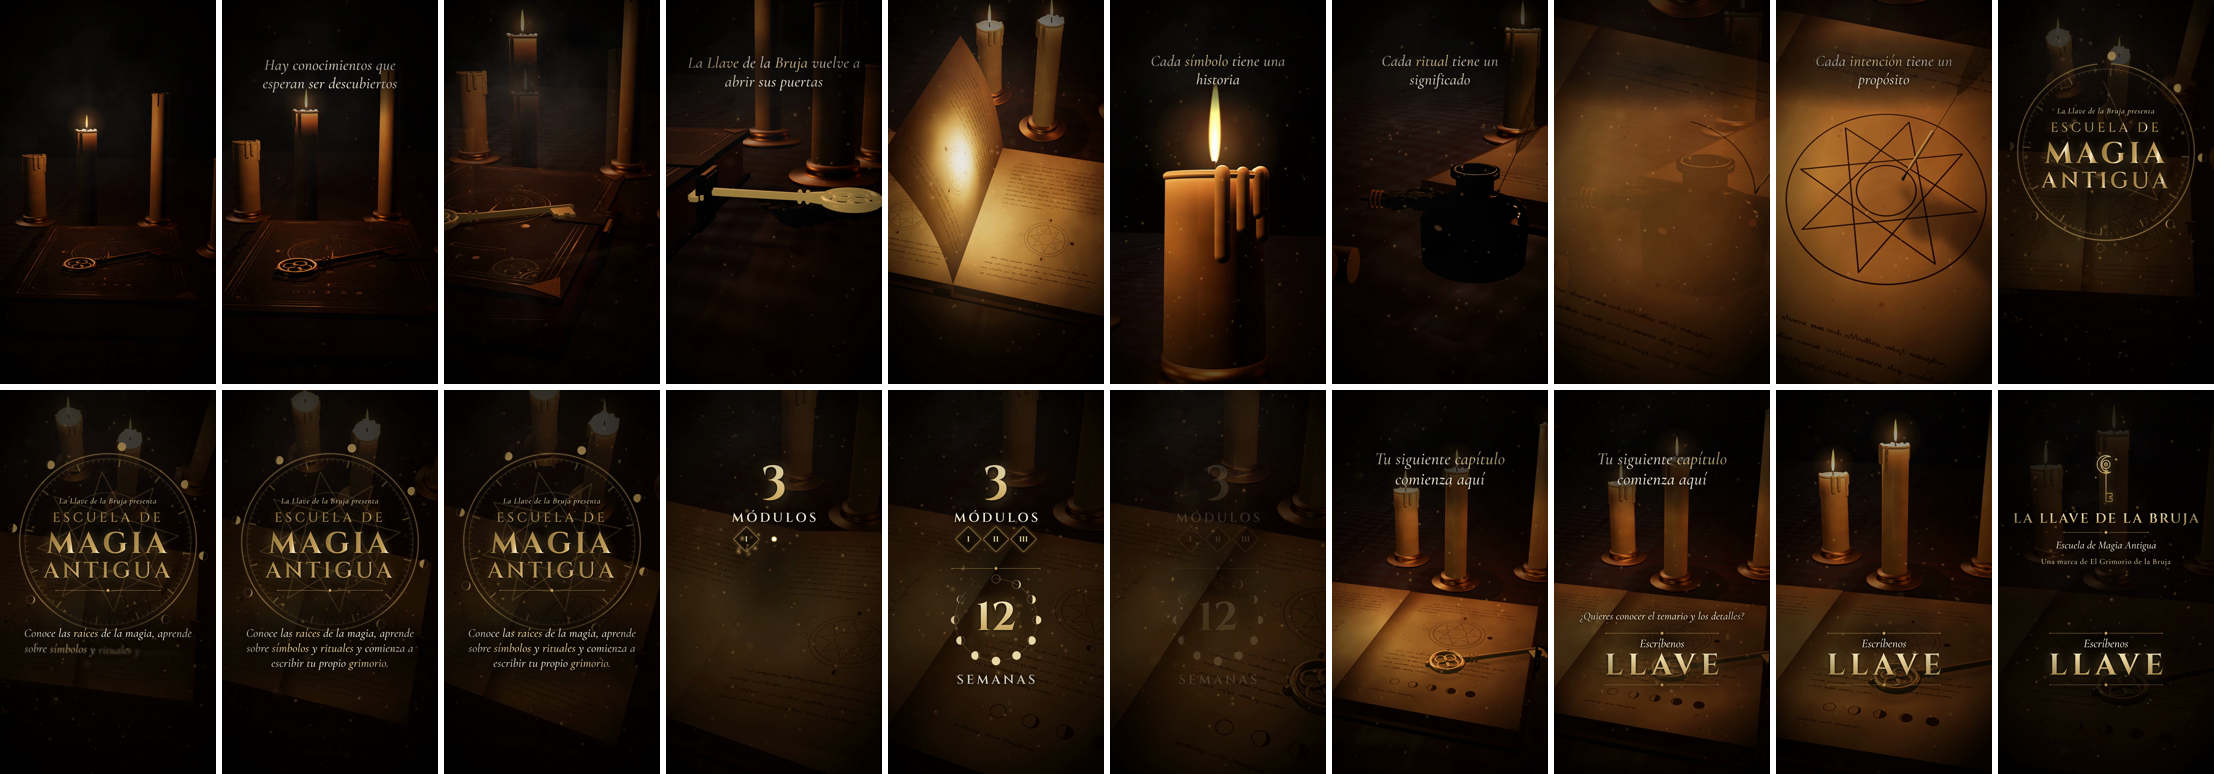 Hay conocimientos que
esperan ser descubiertos
La Llave de la Bruja vuelve a
abrir sus puertas
Cada símbolo tiene una
historia
Cada ritual tiene un
significado
Cada intención tiene un
propósito
La Llave de la Bruja presenta
ESCUELA DE
MAGIA
ANTIGUA
La Llave de la Bruja presenta
ESCUELA DE
MAGIA
ANTIGUA
Conoce las raíces de la magia, aprende
sobre símbolos y rituales y
La Llave de la Bruja presenta
ESCUELA DE
MAGIA
ANTIGUA
Conoce las raíces de la magia, aprende
sobre símbolos y rituales y comienza a
escribir tu propio grimorio.
La Llave de la Bruja presenta
ESCUELA DE
MAGIA
ANTIGUA
Conoce las raíces de la magia, aprende
sobre símbolos y rituales y comienza a
escribir tu propio grimorio.
3
MÓDULOS
I
3
MÓDULOS
I II III
12
SEMANAS
3
MÓDULOS
I II III
12
SEMANAS
Tu siguiente capítulo
comienza aquí
Tu siguiente capítulo
comienza aquí
¿Quieres conocer el temario y los detalles?
Escríbenos
LLAVE
Escríbenos
LLAVE
LA LLAVE DE LA BRUJA
Escuela de Magia Antigua
Una marca de El Grimorio de la Bruja
Escríbenos
LLAVE